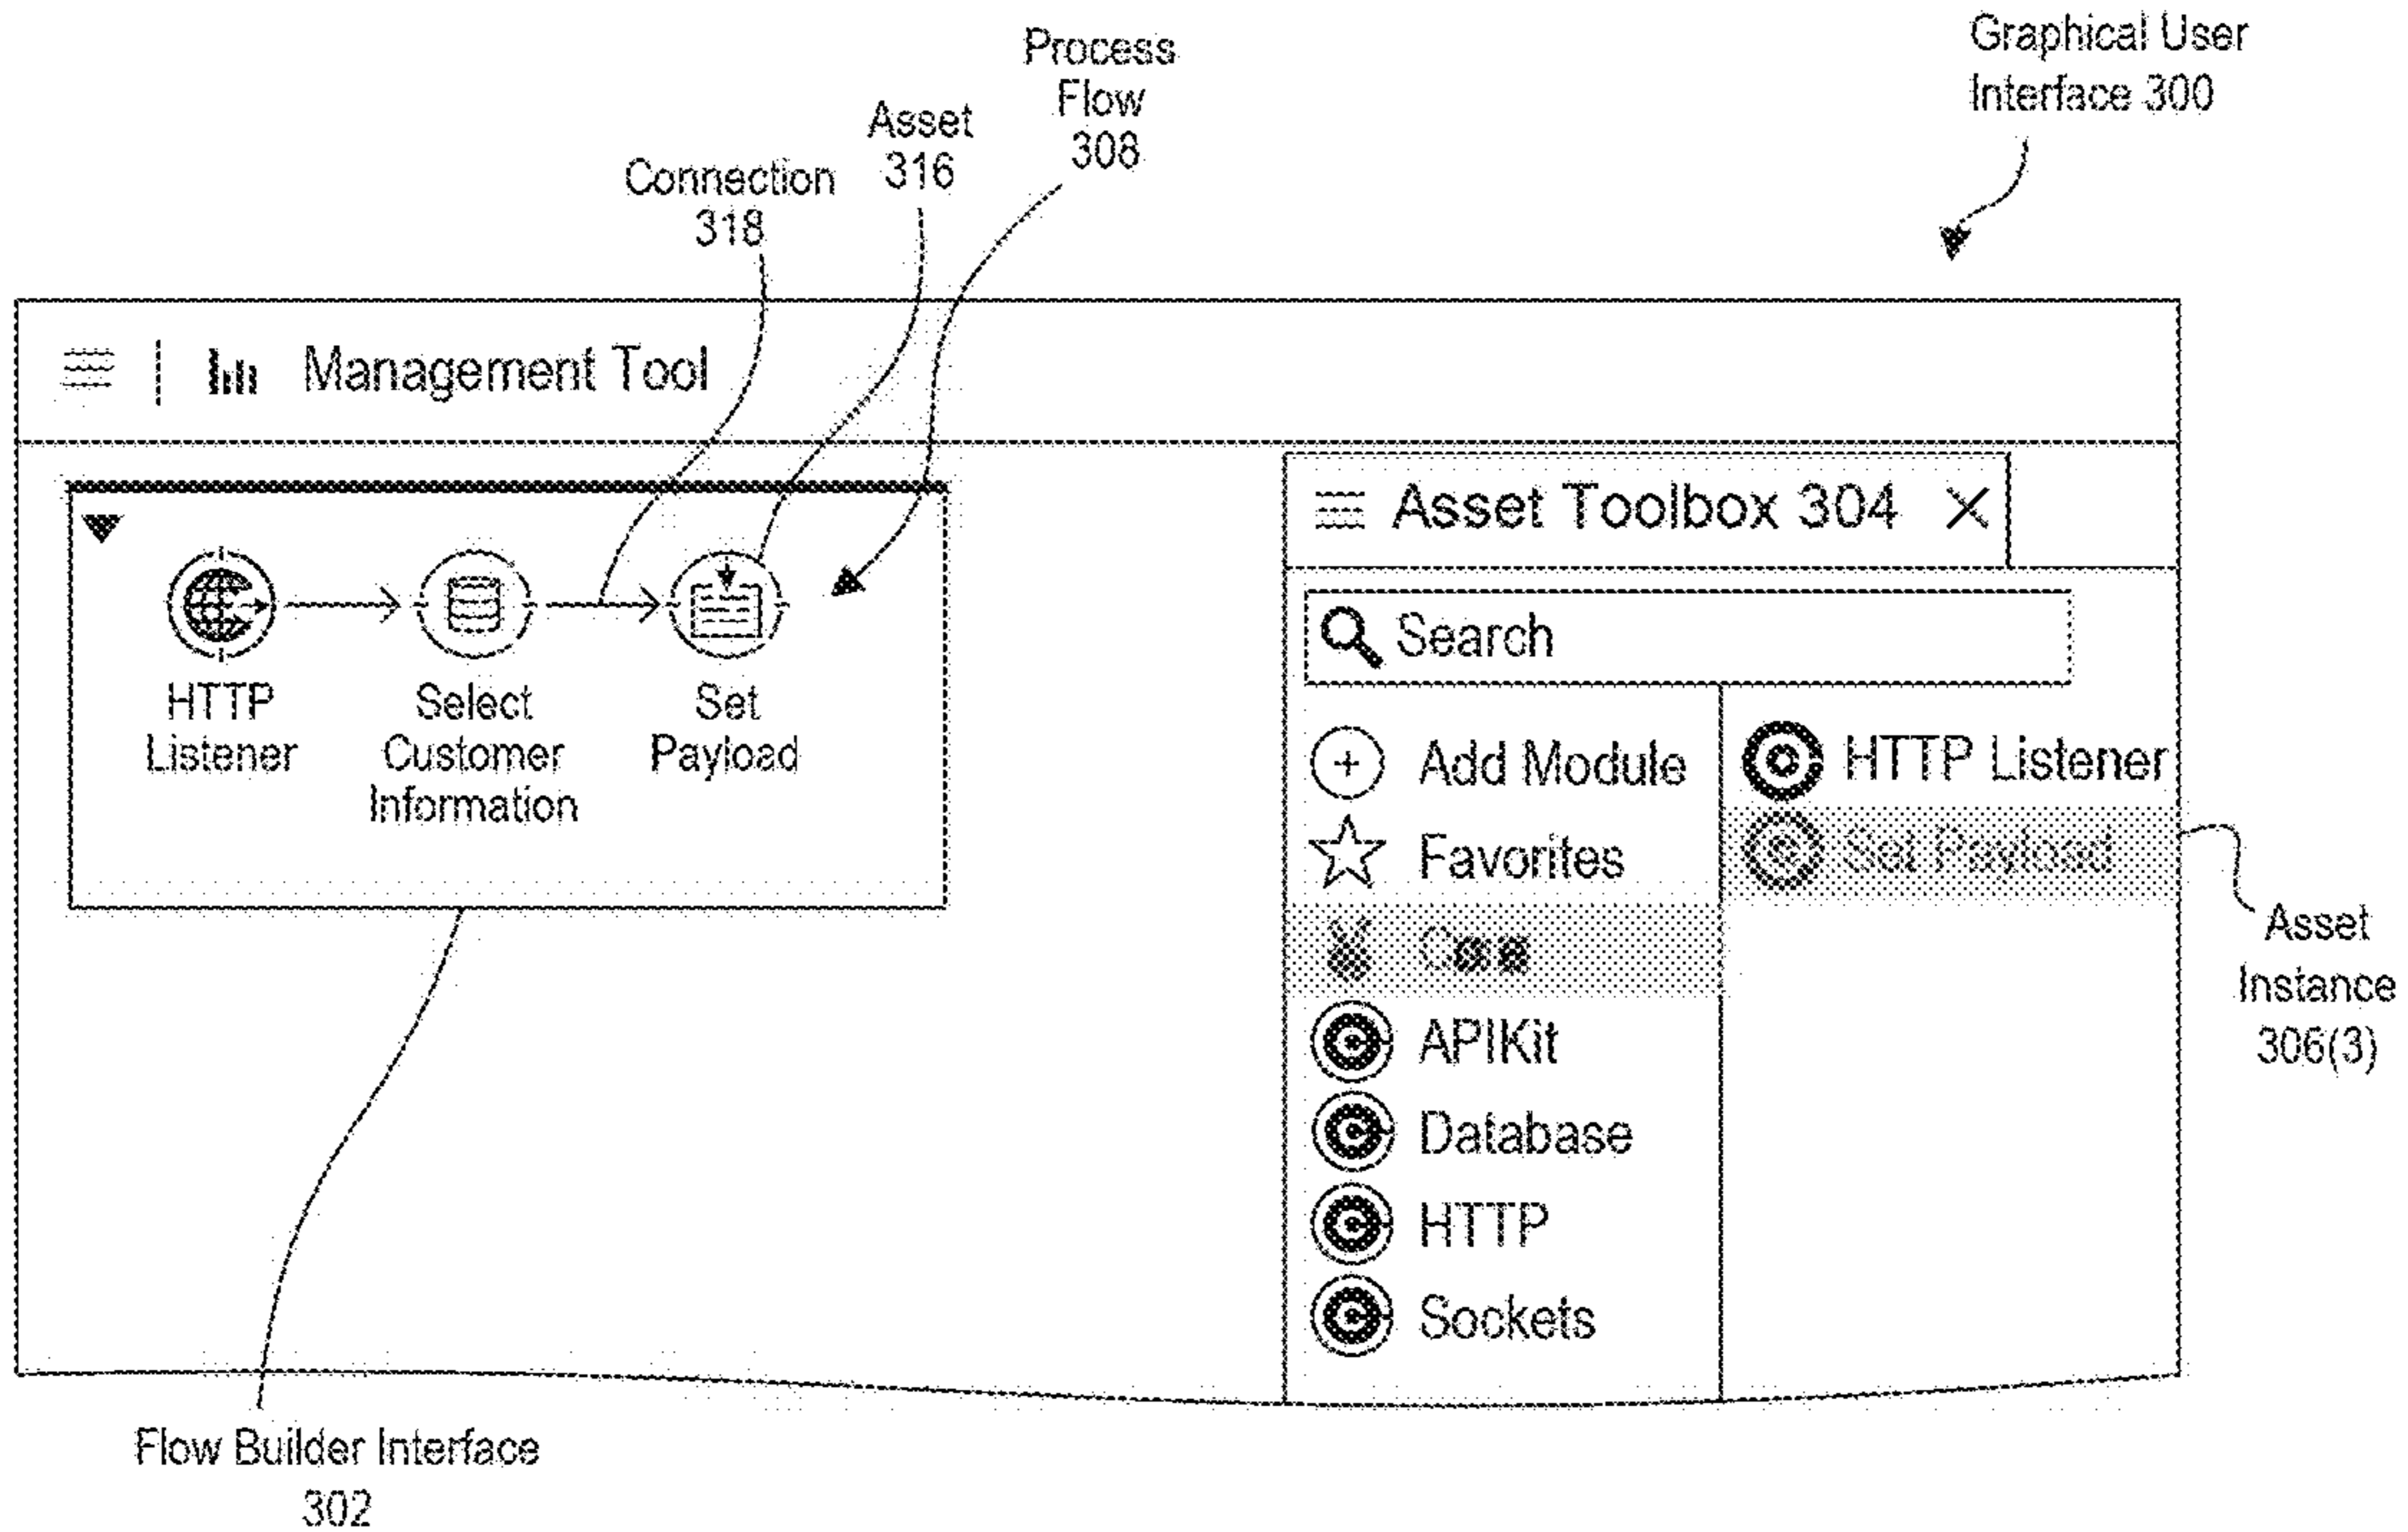 Process
Flow
308
Graphical User
Interface 300
Asset
316
Connection
318
Management Tool
Asset Toolbox 304
Search
HTTP
Listener
Select
Customer
Information
Set
Payload
Add Module
HTTP Listener
Favorites
Set Payload
APIKit
Database
HTTP
Sockets
Asset
Instance
306(3)
Flow Builder Interface
302